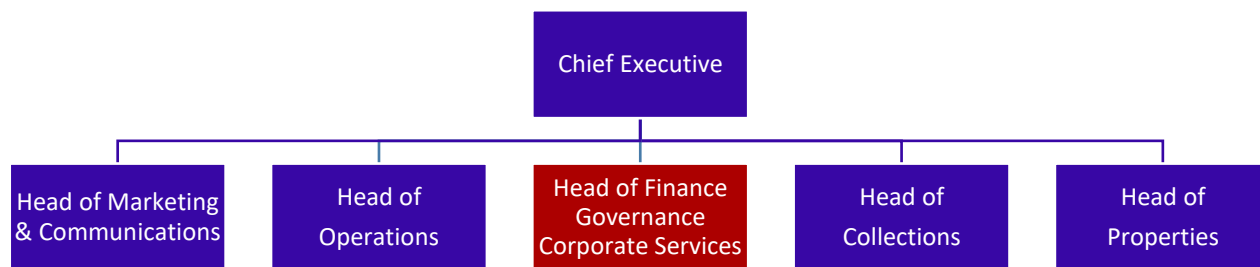 Chief Executive
Head of Marketing
& Communications
Head of
Operations
Head of Finance
Governance
Corporate Services
Head of
Collections
Head of
Properties